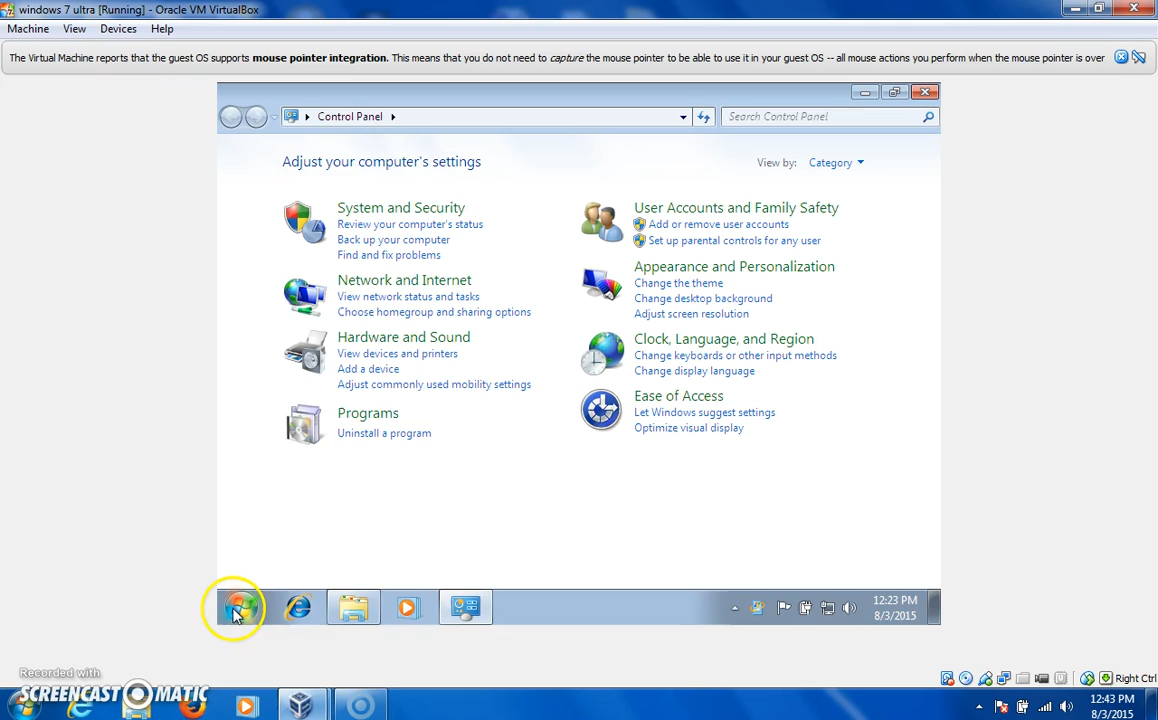 windows 7 ultra [Running] - Oracle VM VirtualBox
Machine View Devices Help
The Virtual Machine reports that the guest OS supports mouse pointer integration. This means that you do not need to capture the mouse pointer to be able to use it in your guest OS -- all mouse actions you perform when the mouse pointer is over
Control Panel
Search Control Panel
Adjust your computer's settings
View by: Category
System and Security
Review your computer's status
Back up your computer
Find and fix problems
Network and Internet
View network status and tasks
Choose homegroup and sharing options
Hardware and Sound
View devices and printers
Add a device
Adjust commonly used mobility settings
Programs
Uninstall a program
User Accounts and Family Safety
Add or remove user accounts
Set up parental controls for any user
Appearance and Personalization
Change the theme
Change desktop background
Adjust screen resolution
Clock, Language, and Region
Change keyboards or other input methods
Change display language
Ease of Access
Let Windows suggest settings
Optimize visual display
12:23 PM
8/3/2015
Recorded with
SCREENCAST MATIC
Right Ctrl
12:43 PM
8/3/2015